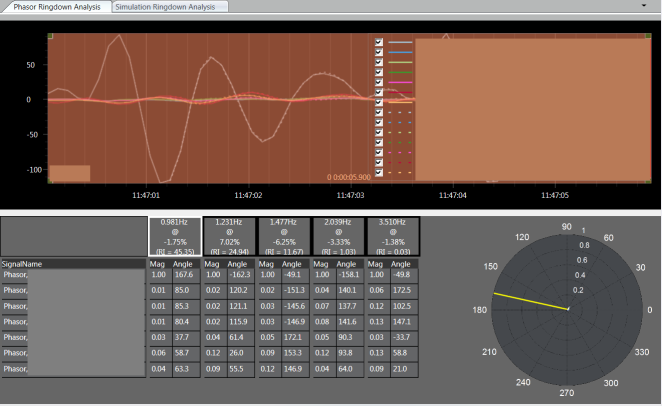 Phasor Ringdown Analysis Simulation Ringdown Analysis
50
0
-50
-100
0 0:00:05.900
11:47:01 11:47:02 11:47:03 11:47:04 11:47:05
0.981Hz 1.231Hz 1.477Hz 2.039Hz 3.510Hz
@ @ @ @ @
-1.75% 7.02% -6.25% -3.33% -1.38%
(RI = 45.35) (RI = 24.94) (RI = 11.67) (RI = 1.03) (RI = 0.03)
SignalName Mag Angle Mag Angle Mag Angle Mag Angle Mag Angle
Phasor, 1.00 167.6 1.00 -162.3 1.00 -49.1 1.00 -158.1 1.00 -49.8
Phasor, 0.01 85.0 0.02 120.2 0.02 -151.3 0.04 140.1 0.06 172.5
Phasor, 0.01 85.3 0.02 121.1 0.03 -145.6 0.07 137.7 0.12 102.5
Phasor, 0.01 80.4 0.02 115.9 0.03 -146.9 0.08 141.6 0.13 147.1
Phasor, 0.03 37.7 0.04 61.4 0.05 172.1 0.05 90.3 0.03 -33.7
Phasor, 0.06 58.7 0.12 26.0 0.09 153.3 0.12 93.8 0.13 58.8
Phasor, 0.04 63.3 0.09 55.5 0.12 146.9 0.04 64.0 0.09 21.0
90 1
120 60
0.8
0.6
150 30
0.4
0.2
180 0
210 330
240 300
270